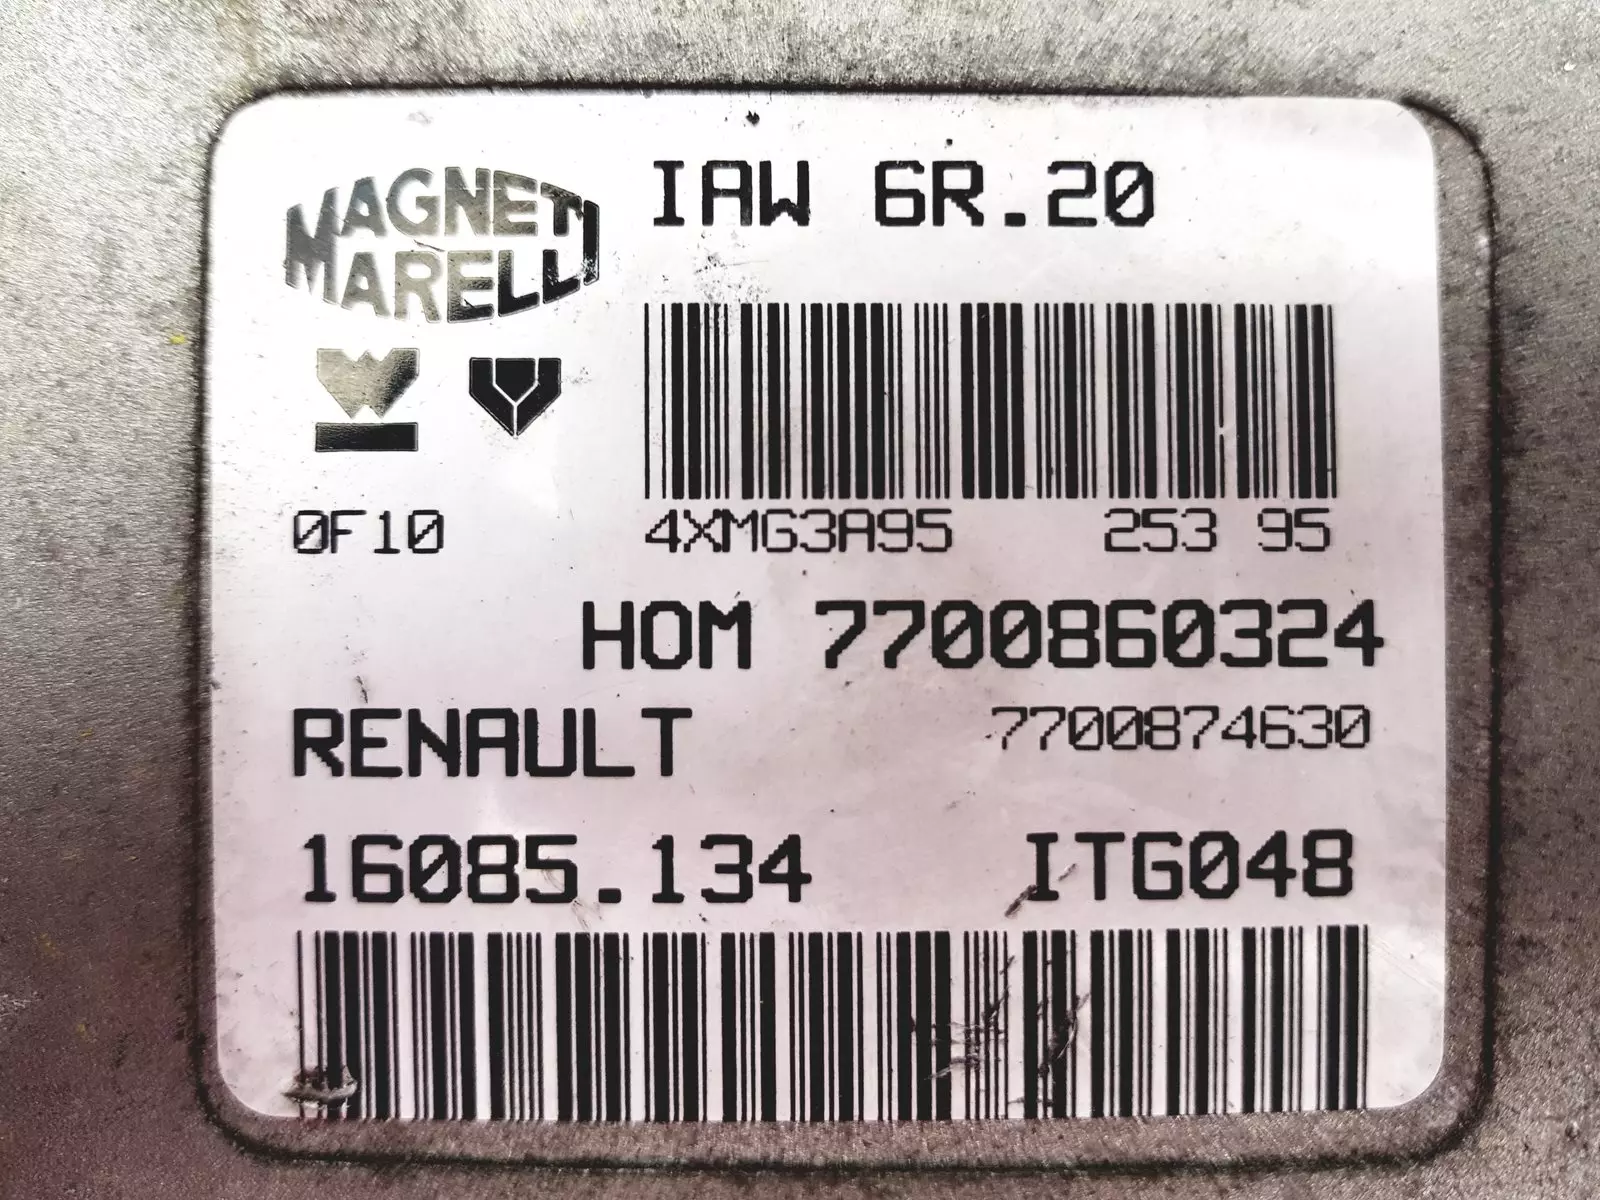 MAGNETI
MARELLI
IAW 6R.20
0F10
4XMG3A95 253 95
HOM 7700860324
RENAULT 7700874630
16085.134 ITG048